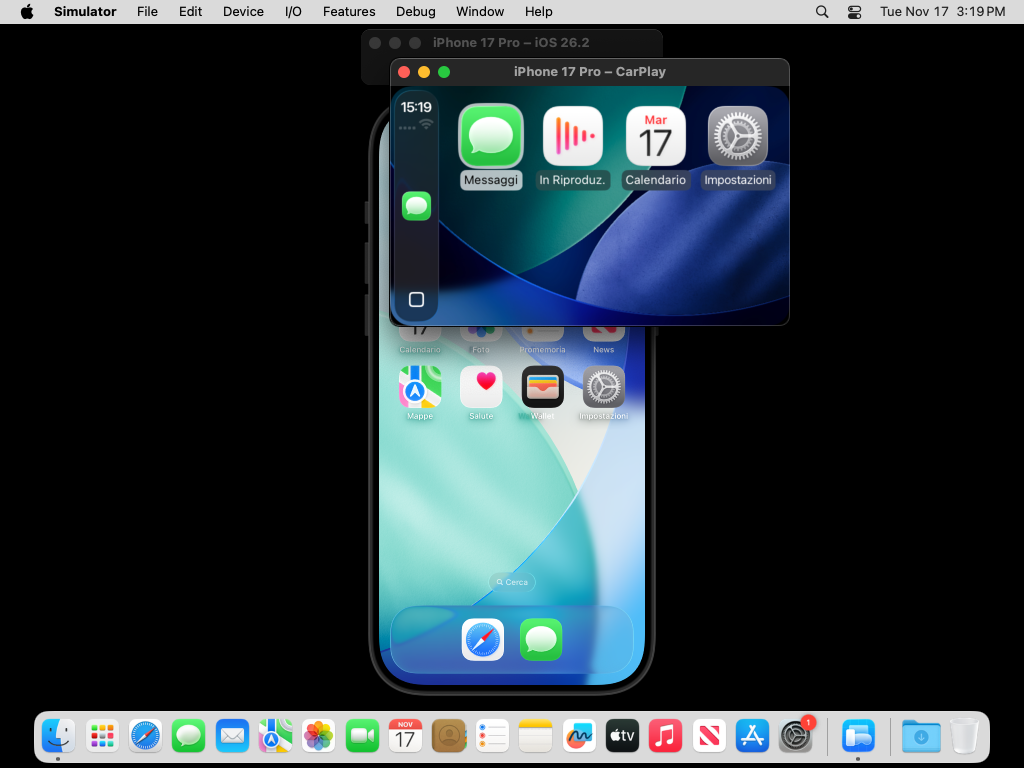 Simulator File Edit Device I/O Features Debug Window Help Tue Nov 17 3:19 PM
iPhone 17 Pro – iOS 26.2
iPhone 17 Pro – CarPlay
15:19
Mar
17
Messaggi In Riproduz. Calendario Impostazioni
17
Calendario Foto Promemoria News
Mappe Salute Wallet Impostazioni
Cerca
NOV
17
tv
1